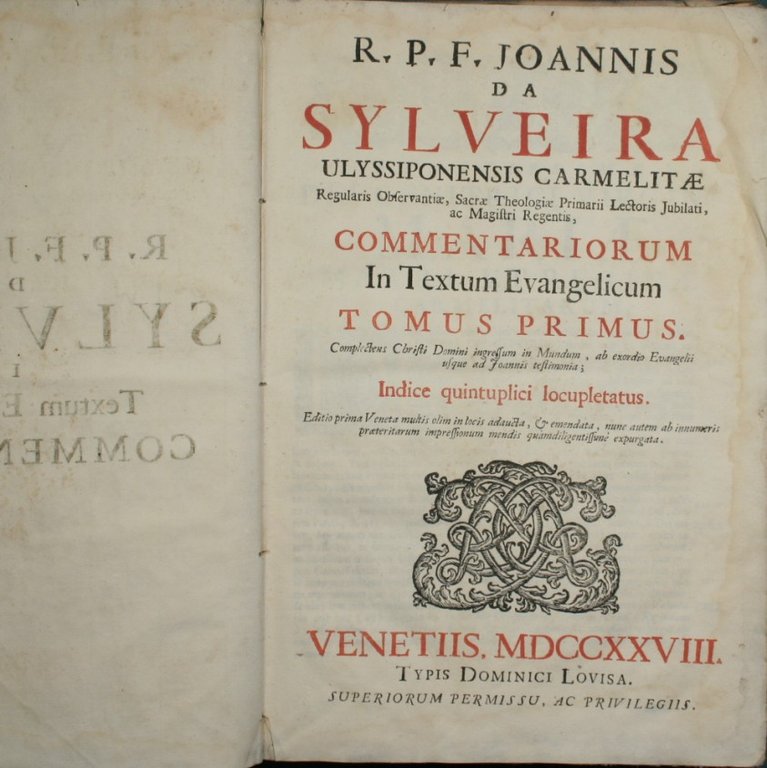 R. P. F. JOANNIS
DA
SYLVEIRA
ULYSSIPONENSIS CARMELITÆ
Regularis Obſervantiæ, Sacræ Theologiæ Primarii Lectoris Jubilati,
ac Magiſtri Regentis,
COMMENTARIORUM
In Textum Evangelicum
TOMUS PRIMUS.
Complectens Chriſti Domini ingreſſum in Mundum, ab exordio Evangelii
uſque ad Joannis teſtimonia;
Indice quintuplici locupletatus.
Editio prima Veneta multis olim in locis adaucta, & emendata, nunc autem ab innumeris
præteritarum impreſſionum mendis quàmdiligentiſſimè expurgata.
VENETIIS, MDCCXXVIII.
TYPIS DOMINICI LOVISA.
SUPERIORUM PERMISSU, AC PRIVILEGIIS.